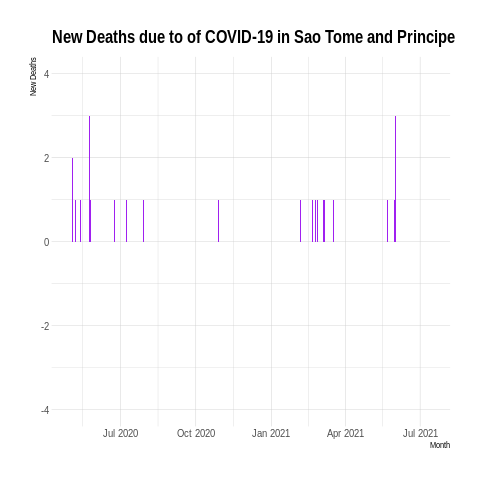 New Deaths due to of COVID-19 in Sao Tome and Principe
New Deaths
4
2
0
-2
-4
Jul 2020 Oct 2020 Jan 2021 Apr 2021 Jul 2021
Month